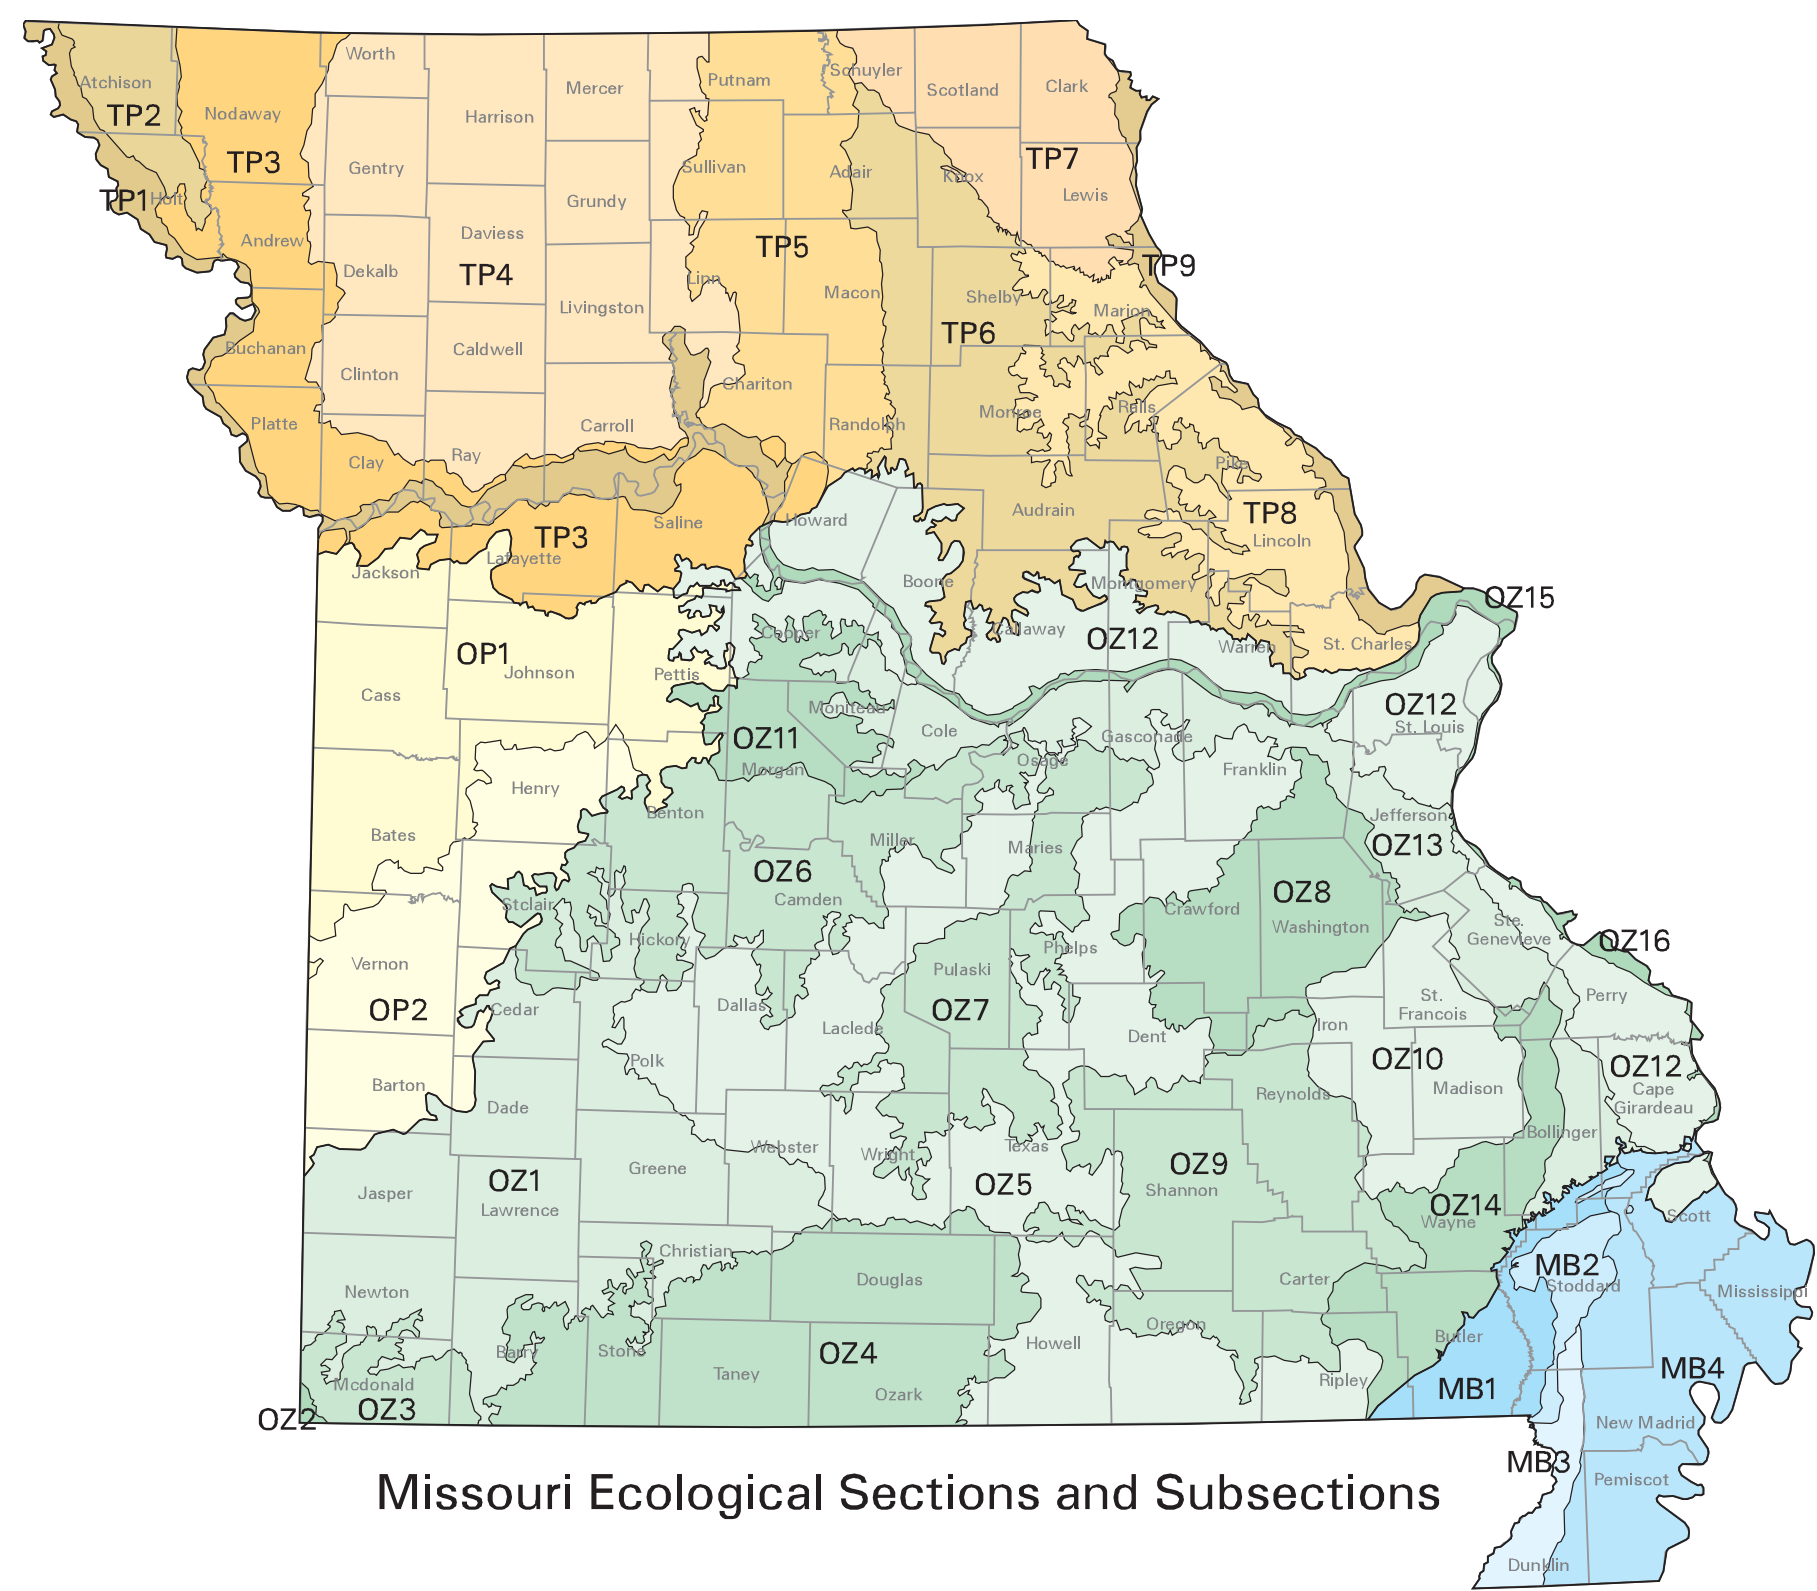 Worth
Putnam
Schuyler
Atchison
Mercer
Scotland
Clark
TP2
Nodaway
Harrison
TP3
Gentry
Sullivan
Adair
Knox
TP7
Lewis
TP1
Holt
Grundy
Andrew
Daviess
TP5
Dekalb
TP4
Linn
TP9
Macon
Shelby
Livingston
Marion
TP6
Buchanan
Caldwell
Clinton
Chariton
Monroe
Ralls
Platte
Carroll
Randolph
Clay
Ray
Pike
Audrain
TP8
Saline
Howard
TP3
Lincoln
Lafayette
Jackson
Boone
Montgomery
OZ15
Cooper
Callaway
OZ12
Warren
St. Charles
OP1
Johnson
Pettis
Cass
Moniteau
OZ12
St. Louis
OZ11
Cole
Gasconade
Morgan
Osage
Franklin
Henry
Benton
Jefferson
Bates
Miller
Maries
OZ13
OZ6
Camden
OZ8
Stclair
Crawford
Washington
Ste.
Genevieve
Hickory
Phelps
OZ16
Vernon
Pulaski
OP2
Cedar
Dallas
OZ7
St.
Francois
Perry
Laclede
Dent
Iron
Polk
OZ10
OZ12
Barton
Reynolds
Madison
Cape
Girardeau
Dade
Webster
Wright
Texas
Bollinger
Greene
OZ9
Jasper
OZ1
OZ5
Shannon
Lawrence
OZ14
Wayne
Scott
Christian
MB2
Stoddard
Newton
Douglas
Carter
Mississippi
Oregon
Barry
Stone
OZ4
Howell
Butler
Mcdonald
Taney
Ozark
Ripley
MB1
MB4
OZ2
OZ3
New Madrid
MB3
Pemiscot
Missouri Ecological Sections and Subsections
Dunklin